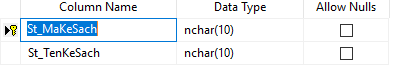 Column Name Data Type Allow Nulls
St_MaKeSach nchar(10)
St_TenKeSach nchar(10)